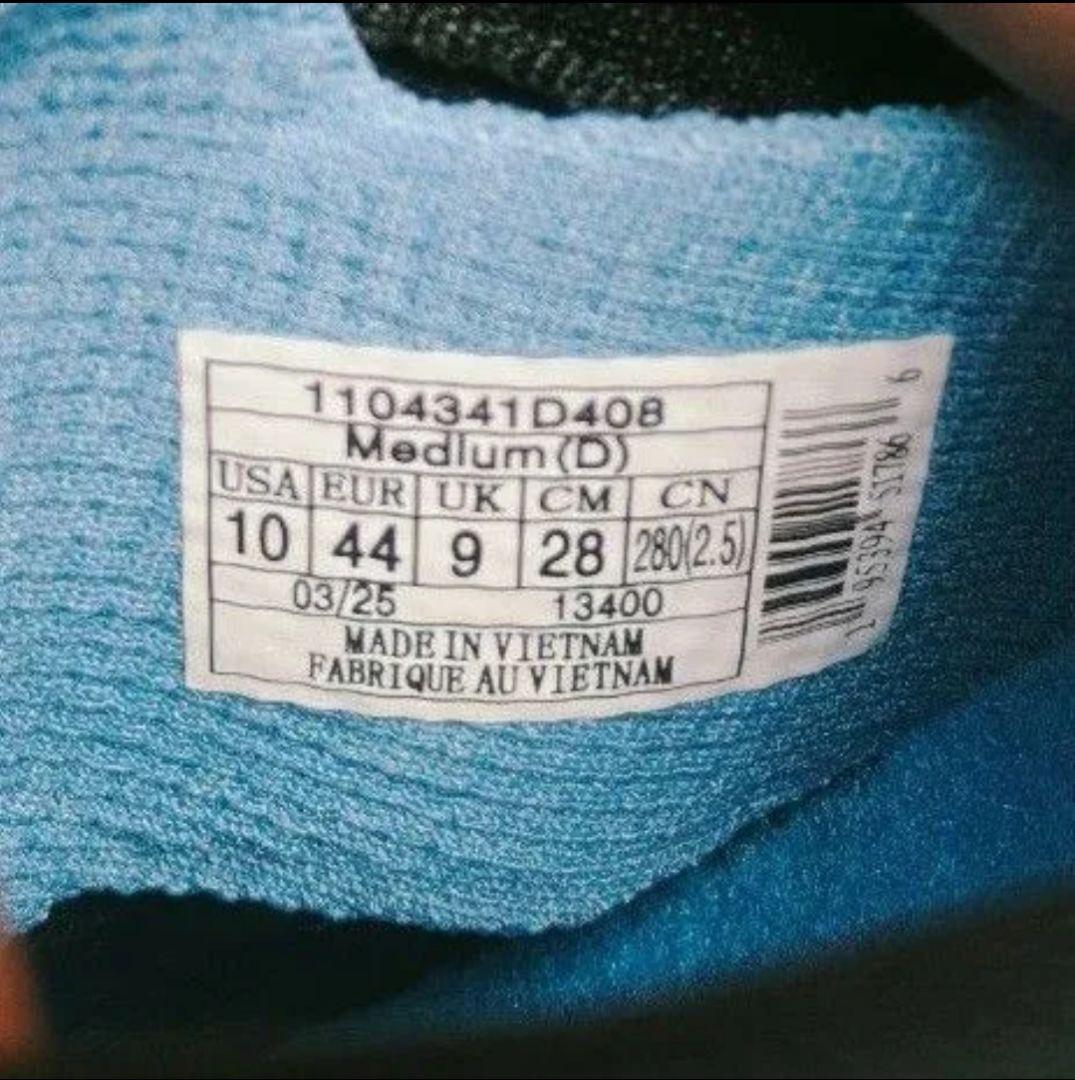 1104341D408
Medium(D)
USA EUR UK CM CN
10 44 9 28 280(2.5)
03/25 13400
MADE IN VIETNAM
FABRIQUE AU VIETNAM
6